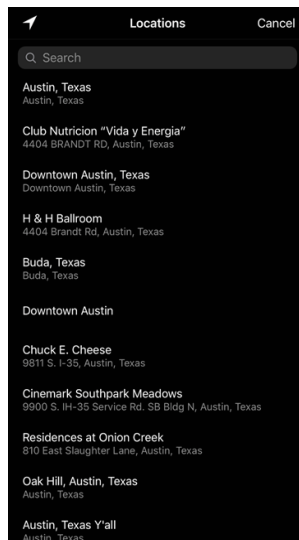 Locations
Cancel
Search
Austin, Texas
Austin, Texas
Club Nutricion “Vida y Energia”
4404 BRANDT RD, Austin, Texas
Downtown Austin, Texas
Downtown Austin, Texas
H & H Ballroom
4404 Brandt Rd, Austin, Texas
Buda, Texas
Buda, Texas
Downtown Austin
Chuck E. Cheese
9811 S. I-35, Austin, Texas
Cinemark Southpark Meadows
9900 S. IH-35 Service Rd. SB Bldg N, Austin, Texas
Residences at Onion Creek
810 East Slaughter Lane, Austin, Texas
Oak Hill, Austin, Texas
Austin, Texas
Austin, Texas Y'all
Austin, Texas